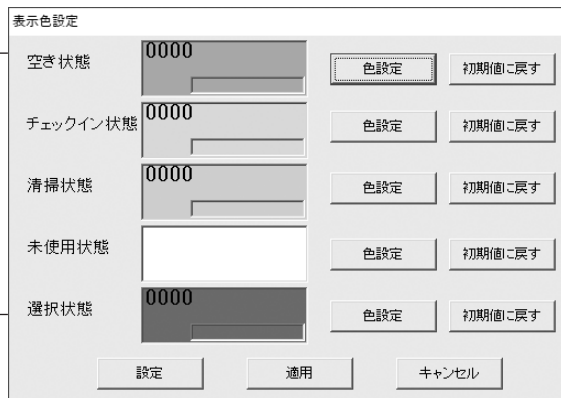 表示色設定
空き状態 0000 色設定 初期値に戻す
チェックイン状態 0000 色設定 初期値に戻す
清掃状態 0000 色設定 初期値に戻す
未使用状態 色設定 初期値に戻す
選択状態 0000 色設定 初期値に戻す
設定 適用 キャンセル